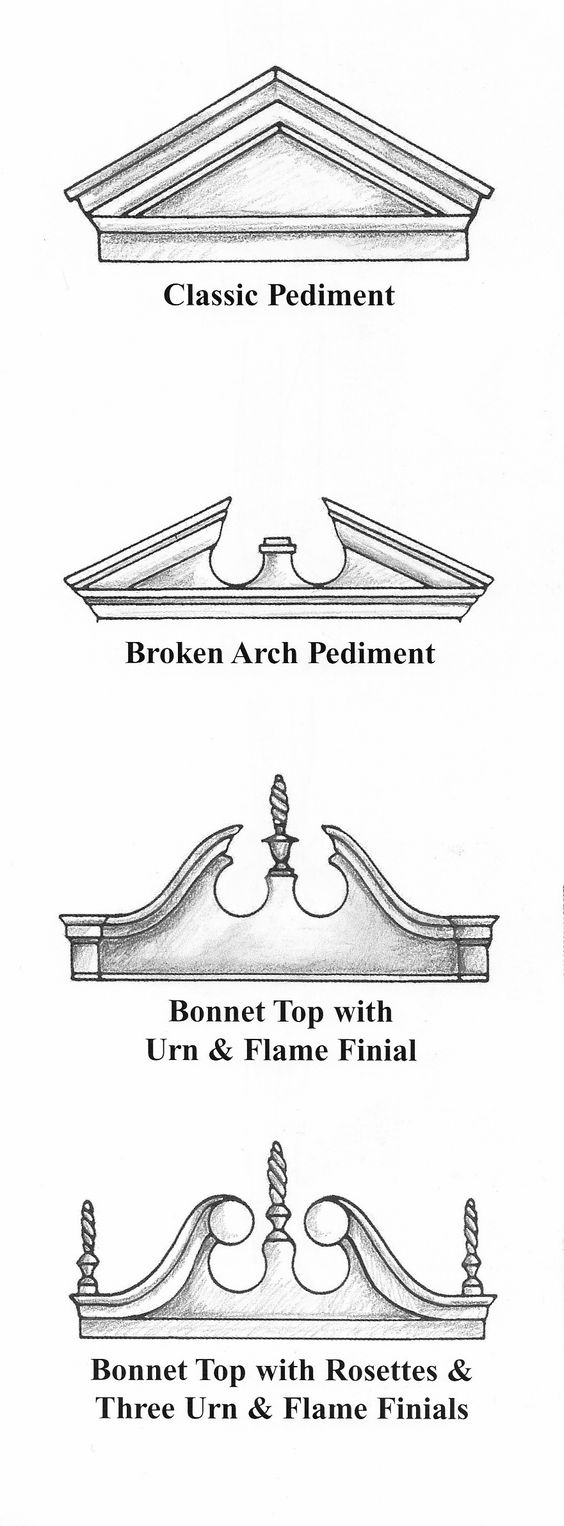 Classic Pediment
Broken Arch Pediment
Bonnet Top with
Urn & Flame Finial
Bonnet Top with Rosettes &
Three Urn & Flame Finials